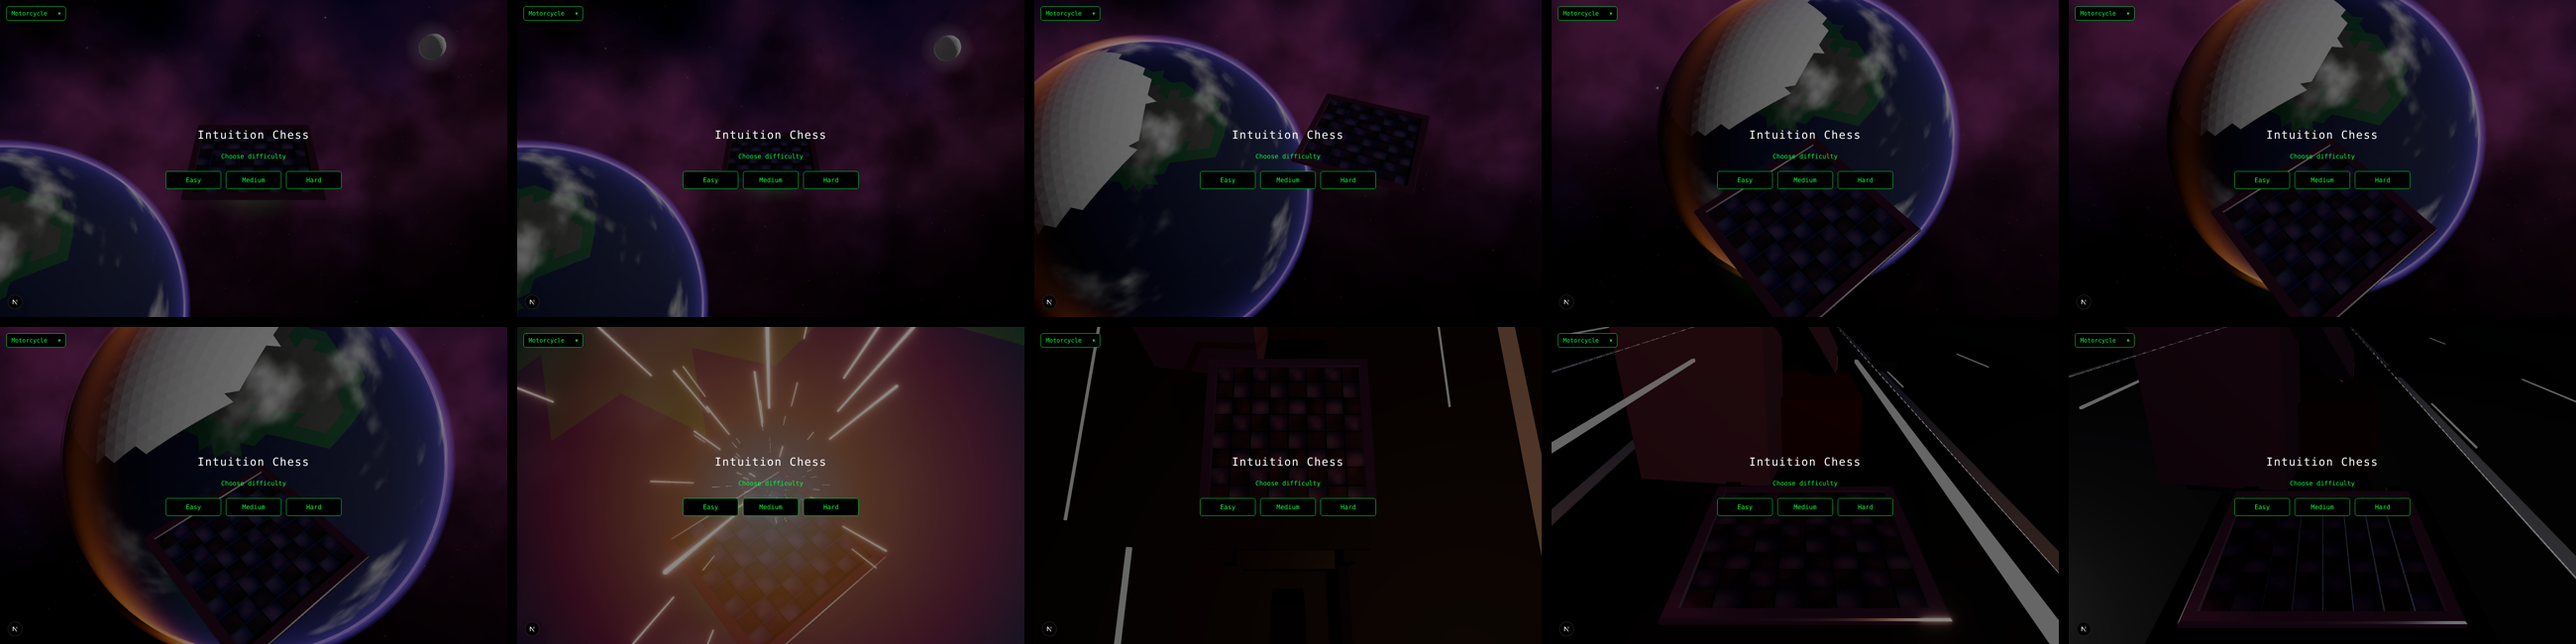 Motorcycle
Intuition Chess
Choose difficulty
Easy Medium Hard
N
Motorcycle
Intuition Chess
Choose difficulty
Easy Medium Hard
N
Motorcycle
Intuition Chess
Choose difficulty
Easy Medium Hard
N
Motorcycle
Intuition Chess
Choose difficulty
Easy Medium Hard
N
Motorcycle
Intuition Chess
Choose difficulty
Easy Medium Hard
N
Motorcycle
Intuition Chess
Choose difficulty
Easy Medium Hard
N
Motorcycle
Intuition Chess
Choose difficulty
Easy Medium Hard
N
Motorcycle
Intuition Chess
Choose difficulty
Easy Medium Hard
N
Motorcycle
Intuition Chess
Choose difficulty
Easy Medium Hard
N
Motorcycle
Intuition Chess
Choose difficulty
Easy Medium Hard
N